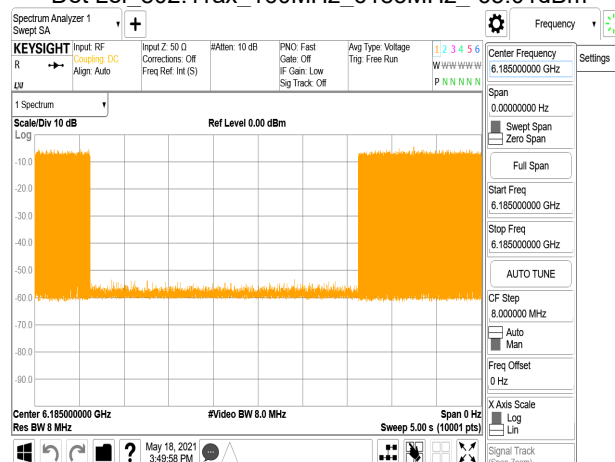 Spectrum Analyzer 1
Swept SA
Frequency
Settings
KEYSIGHT
R
Input: RF
Coupling: DC
Align: Auto
Input Z: 50 Ω
Corrections: Off
Freq Ref: Int (S)
#Atten: 10 dB
PNO: Fast
Gate: Off
IF Gain: Low
Sig Track: Off
Avg Type: Voltage
Trig: Free Run
1 2 3 4 5 6
W W W W W W
P N N N N N
1 Spectrum
Scale/Div 10 dB
Ref Level 0.00 dBm
Log
-10.0
-20.0
-30.0
-40.0
-50.0
-60.0
-70.0
-80.0
-90.0
Center 6.185000000 GHz
#Video BW 8.0 MHz
Span 0 Hz
Res BW 8 MHz
Sweep 5.00 s (10001 pts)
May 18, 2021
3:49:58 PM
Center Frequency
6.185000000 GHz
Span
0.00000000 Hz
Swept Span
Zero Span
Full Span
Start Freq
6.185000000 GHz
Stop Freq
6.185000000 GHz
AUTO TUNE
CF Step
8.000000 MHz
Auto
Man
Freq Offset
0 Hz
X Axis Scale
Log
Lin
Signal Track